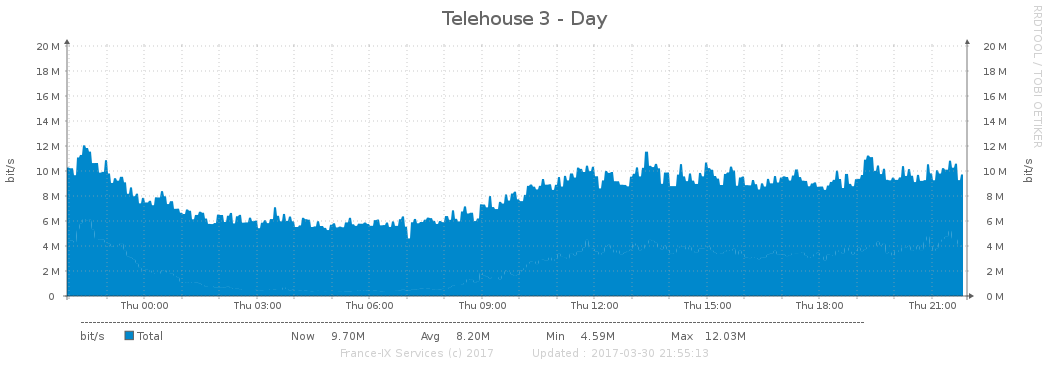 Telehouse 3 - Day
RRDTOOL / TOBI OETIKER
bit/s
20 M 20 M
18 M 18 M
16 M 16 M
14 M 14 M
12 M 12 M
10 M 10 M
8 M 8 M
6 M 6 M
4 M 4 M
2 M 2 M
0 0 M
bit/s
Thu 00:00 Thu 03:00 Thu 06:00 Thu 09:00 Thu 12:00 Thu 15:00 Thu 18:00 Thu 21:00
bit/s Total Now 9.70M Avg 8.20M Min 4.59M Max 12.03M
France-IX Services (c) 2017 Updated : 2017-03-30 21:55:13